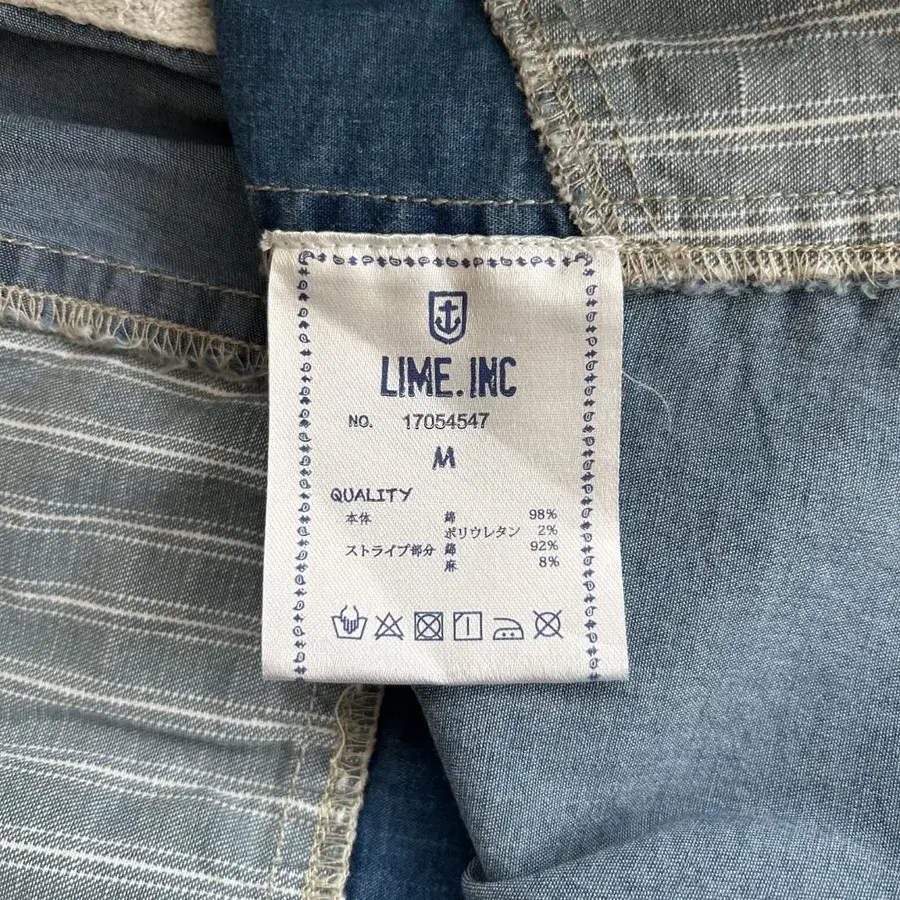 LIME.INC
NO. 17054547
M
QUALITY
本体 綿 98%
ポリウレタン 2%
ストライプ部分 綿 92%
麻 8%